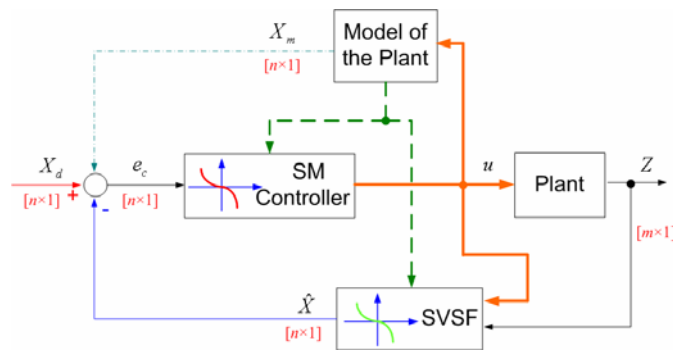 X_m
[n×1]
Model of
the Plant
X_d
[n×1]
+
-
e_c
[n×1]
SM
Controller
u
Plant
Z
[m×1]
X̂
[n×1]
SVSF